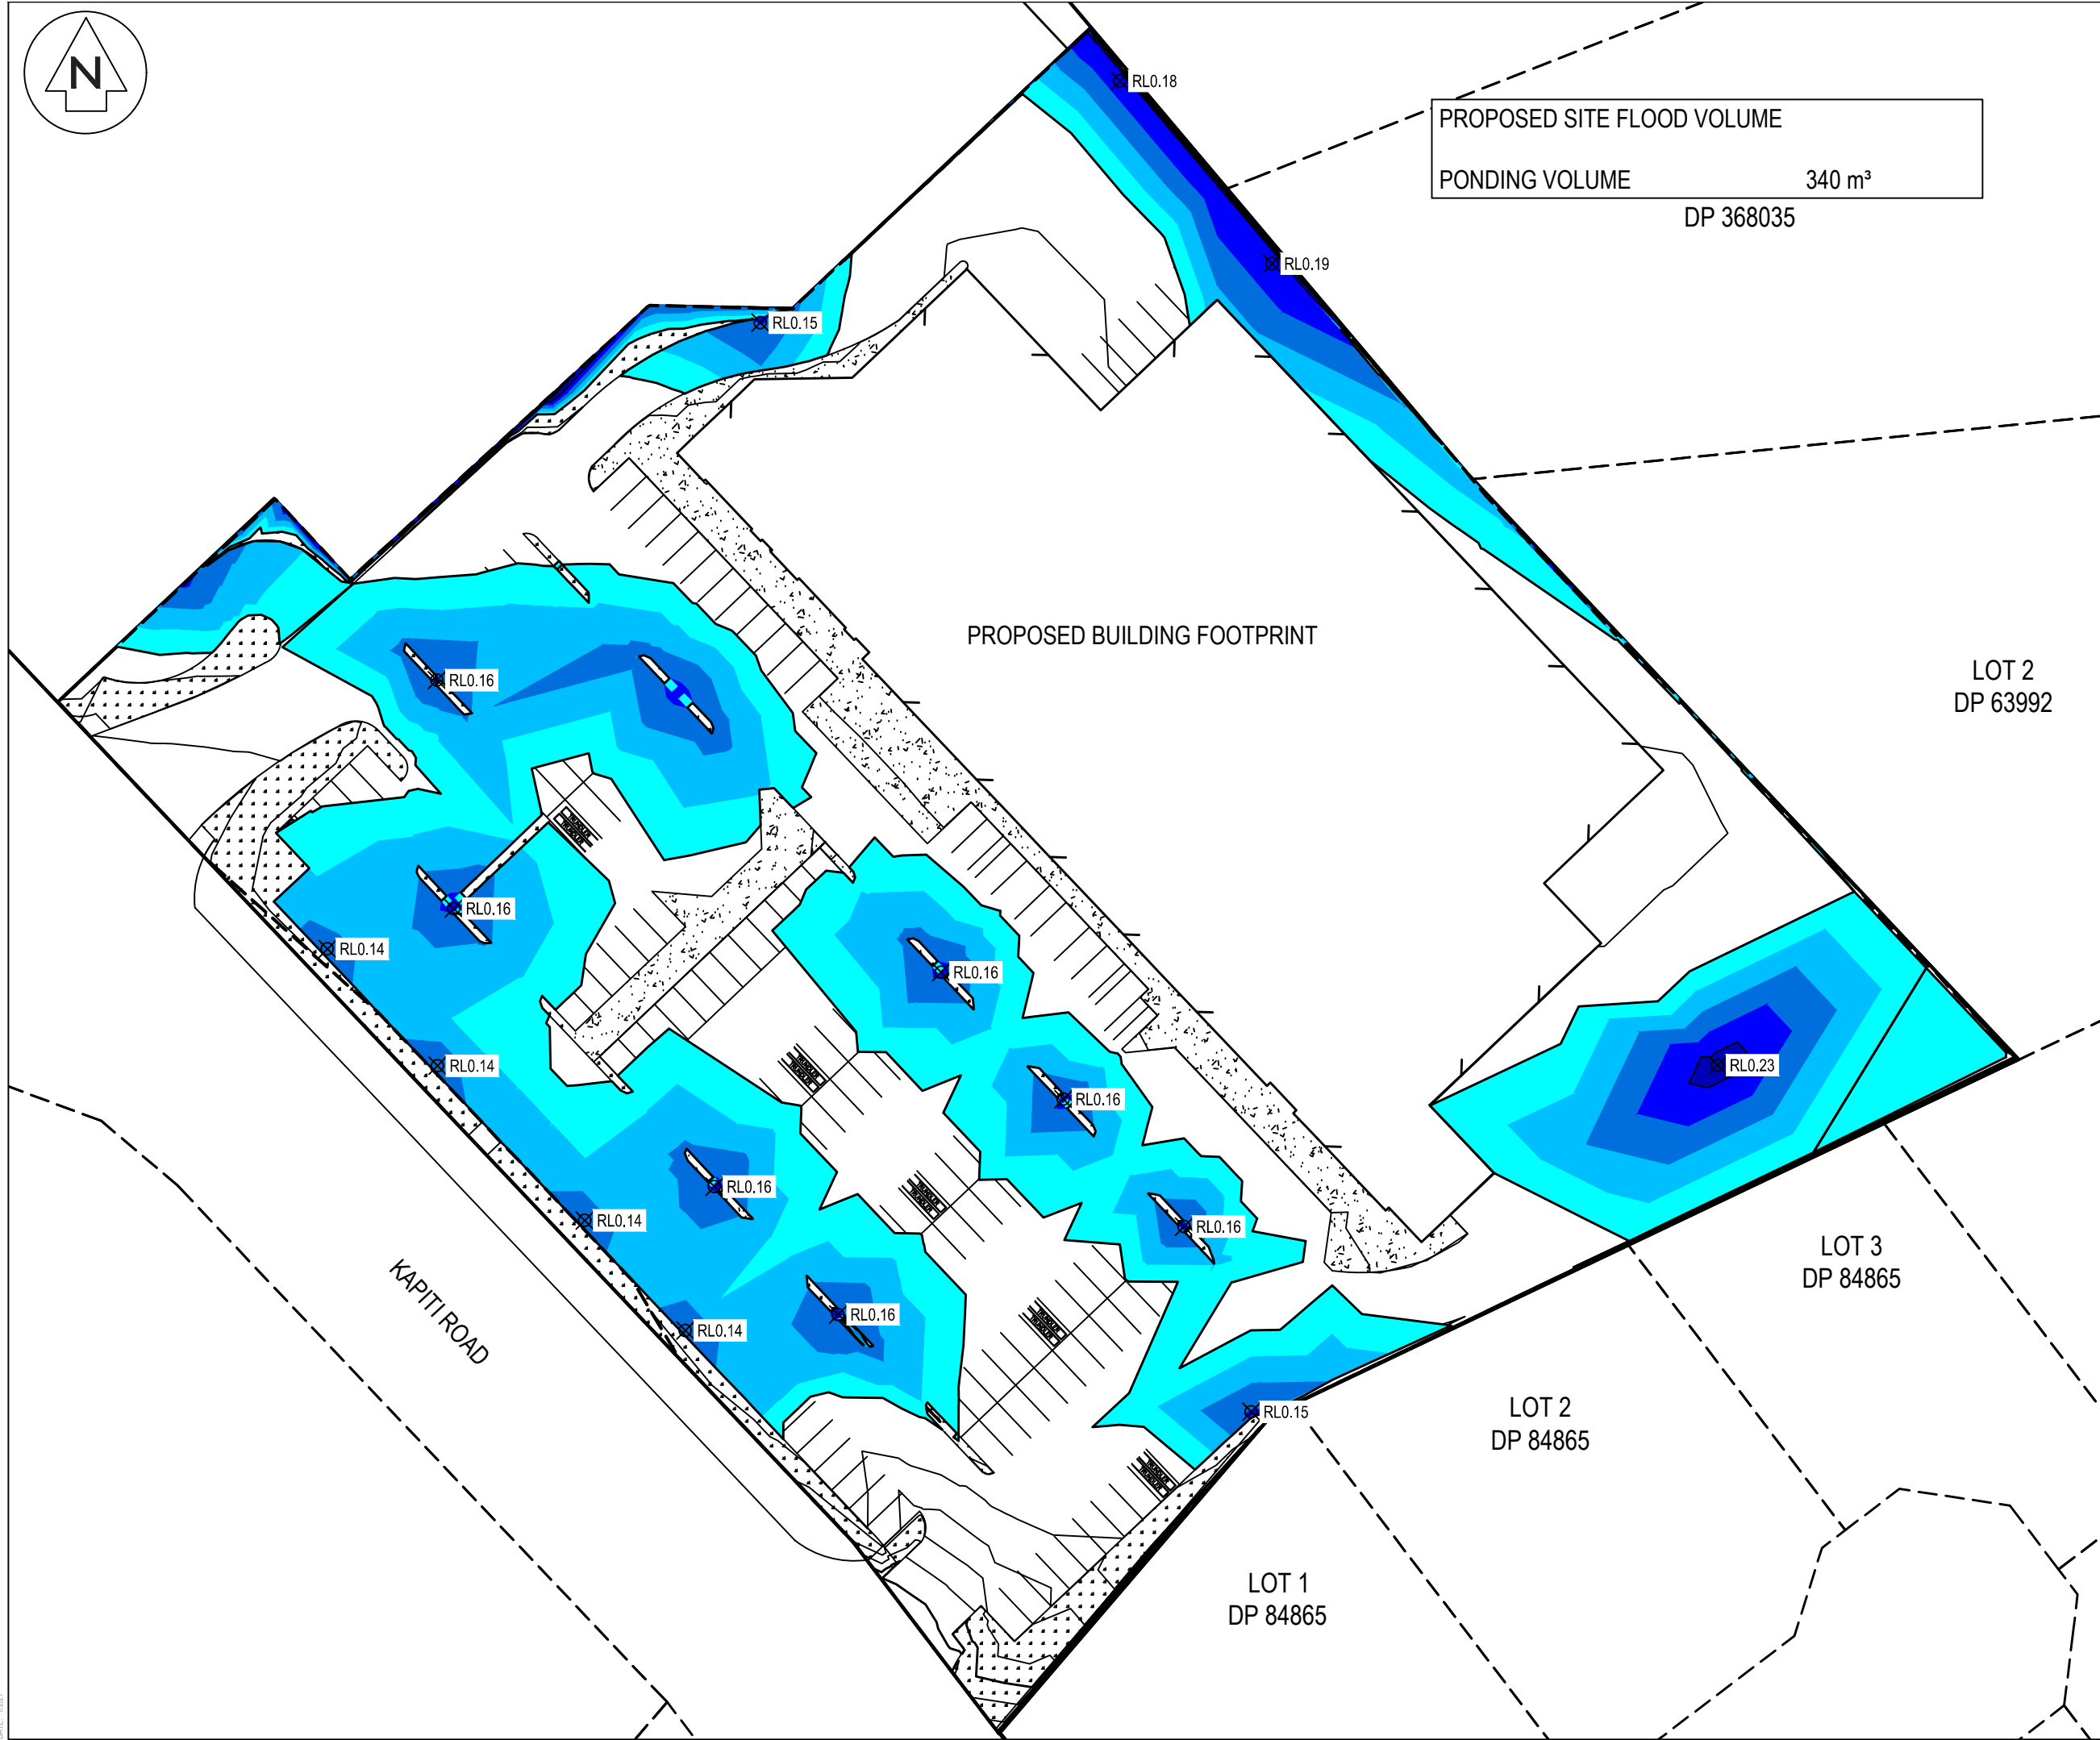 N
RL0.18
PROPOSED SITE FLOOD VOLUME
PONDING VOLUME 340 m³
DP 368035
RL0.19
RL0.15
PROPOSED BUILDING FOOTPRINT
LOT 2
DP 63992
RL0.16
RL0.16
RL0.14
RL0.16
RL0.14
RL0.23
RL0.16
RL0.16
RL0.14
RL0.16
RL0.16
RL0.14
RL0.15
KAPITI ROAD
LOT 3
DP 84865
LOT 2
DP 84865
LOT 1
DP 84865